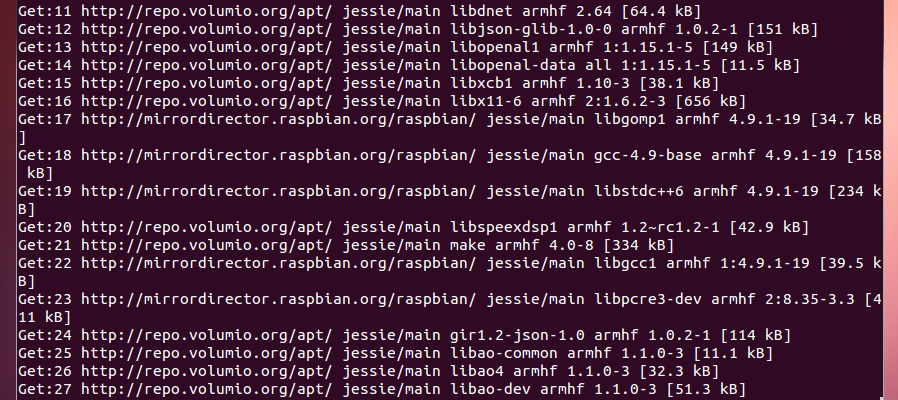 Get:11 http://repo.volumio.org/apt/ jessie/main libdnet armhf 2.64 [64.4 kB]
Get:12 http://repo.volumio.org/apt/ jessie/main libjson-glib-1.0-0 armhf 1.0.2-1 [151 kB]
Get:13 http://repo.volumio.org/apt/ jessie/main libopenal1 armhf 1:1.15.1-5 [149 kB]
Get:14 http://repo.volumio.org/apt/ jessie/main libopenal-data all 1:1.15.1-5 [11.5 kB]
Get:15 http://repo.volumio.org/apt/ jessie/main libxcb1 armhf 1.10-3 [38.1 kB]
Get:16 http://repo.volumio.org/apt/ jessie/main libx11-6 armhf 2:1.6.2-3 [656 kB]
Get:17 http://mirrordirector.raspbian.org/raspbian/ jessie/main libgomp1 armhf 4.9.1-19 [34.7 kB
]
Get:18 http://mirrordirector.raspbian.org/raspbian/ jessie/main gcc-4.9-base armhf 4.9.1-19 [158
 kB]
Get:19 http://mirrordirector.raspbian.org/raspbian/ jessie/main libstdc++6 armhf 4.9.1-19 [234 k
B]
Get:20 http://repo.volumio.org/apt/ jessie/main libspeexdsp1 armhf 1.2~rc1.2-1 [42.9 kB]
Get:21 http://repo.volumio.org/apt/ jessie/main make armhf 4.0-8 [334 kB]
Get:22 http://mirrordirector.raspbian.org/raspbian/ jessie/main libgcc1 armhf 1:4.9.1-19 [39.5 k
B]
Get:23 http://mirrordirector.raspbian.org/raspbian/ jessie/main libpcre3-dev armhf 2:8.35-3.3 [4
11 kB]
Get:24 http://repo.volumio.org/apt/ jessie/main gir1.2-json-1.0 armhf 1.0.2-1 [114 kB]
Get:25 http://repo.volumio.org/apt/ jessie/main libao-common armhf 1.1.0-3 [11.1 kB]
Get:26 http://repo.volumio.org/apt/ jessie/main libao4 armhf 1.1.0-3 [32.3 kB]
Get:27 http://repo.volumio.org/apt/ jessie/main libao-dev armhf 1.1.0-3 [51.3 kB]